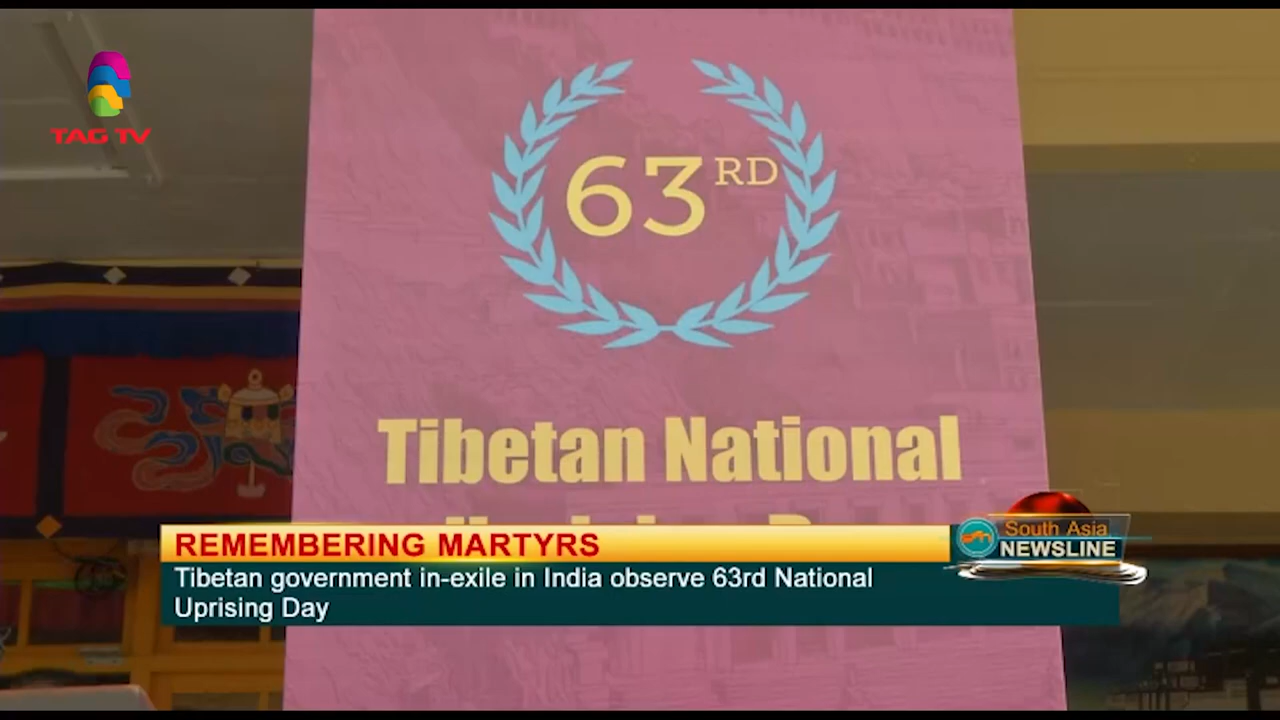 TAG TV
63RD
Tibetan National
REMEMBERING MARTYRS
South Asia
NEWSLINE
Tibetan government in-exile in India observe 63rd National
Uprising Day